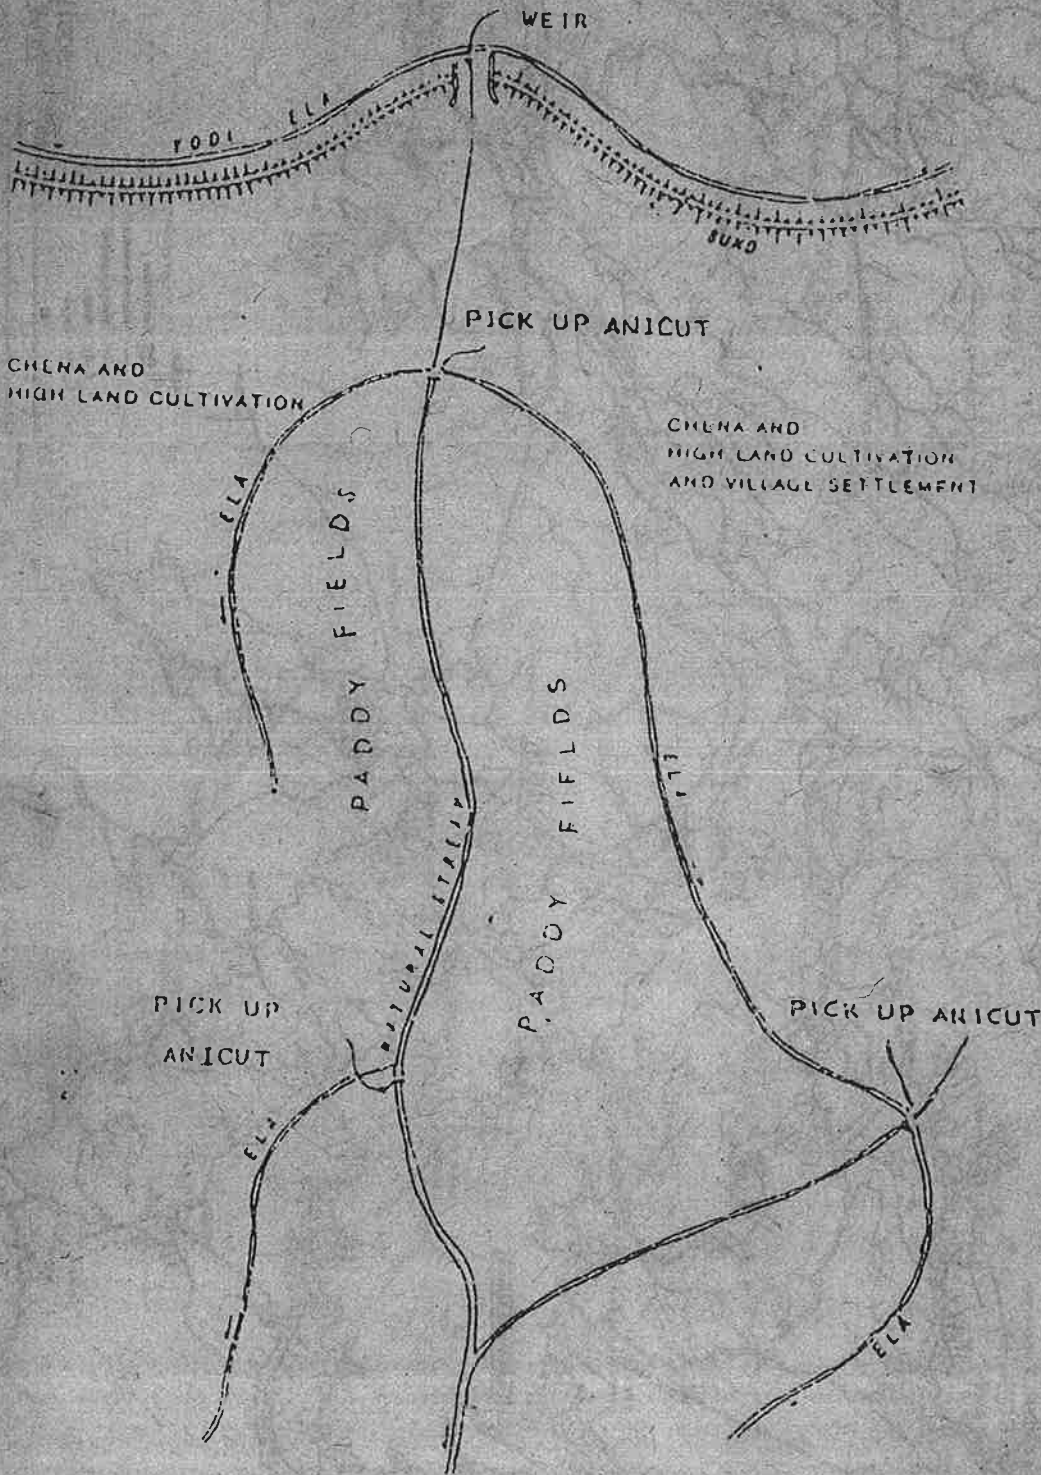 WEIR
YODI ELA
BUND
PICK UP ANICUT
CHENA AND
HIGH LAND CULTIVATION
CHENA AND
HIGH LAND CULTIVATION
AND VILLAGE SETTLEMENT
ELA
PADDY FIELDS
PADDY FIELDS
ELA
NATURAL STREAM
PICK UP
ANICUT
PICK UP ANICUT
ELA
ELA